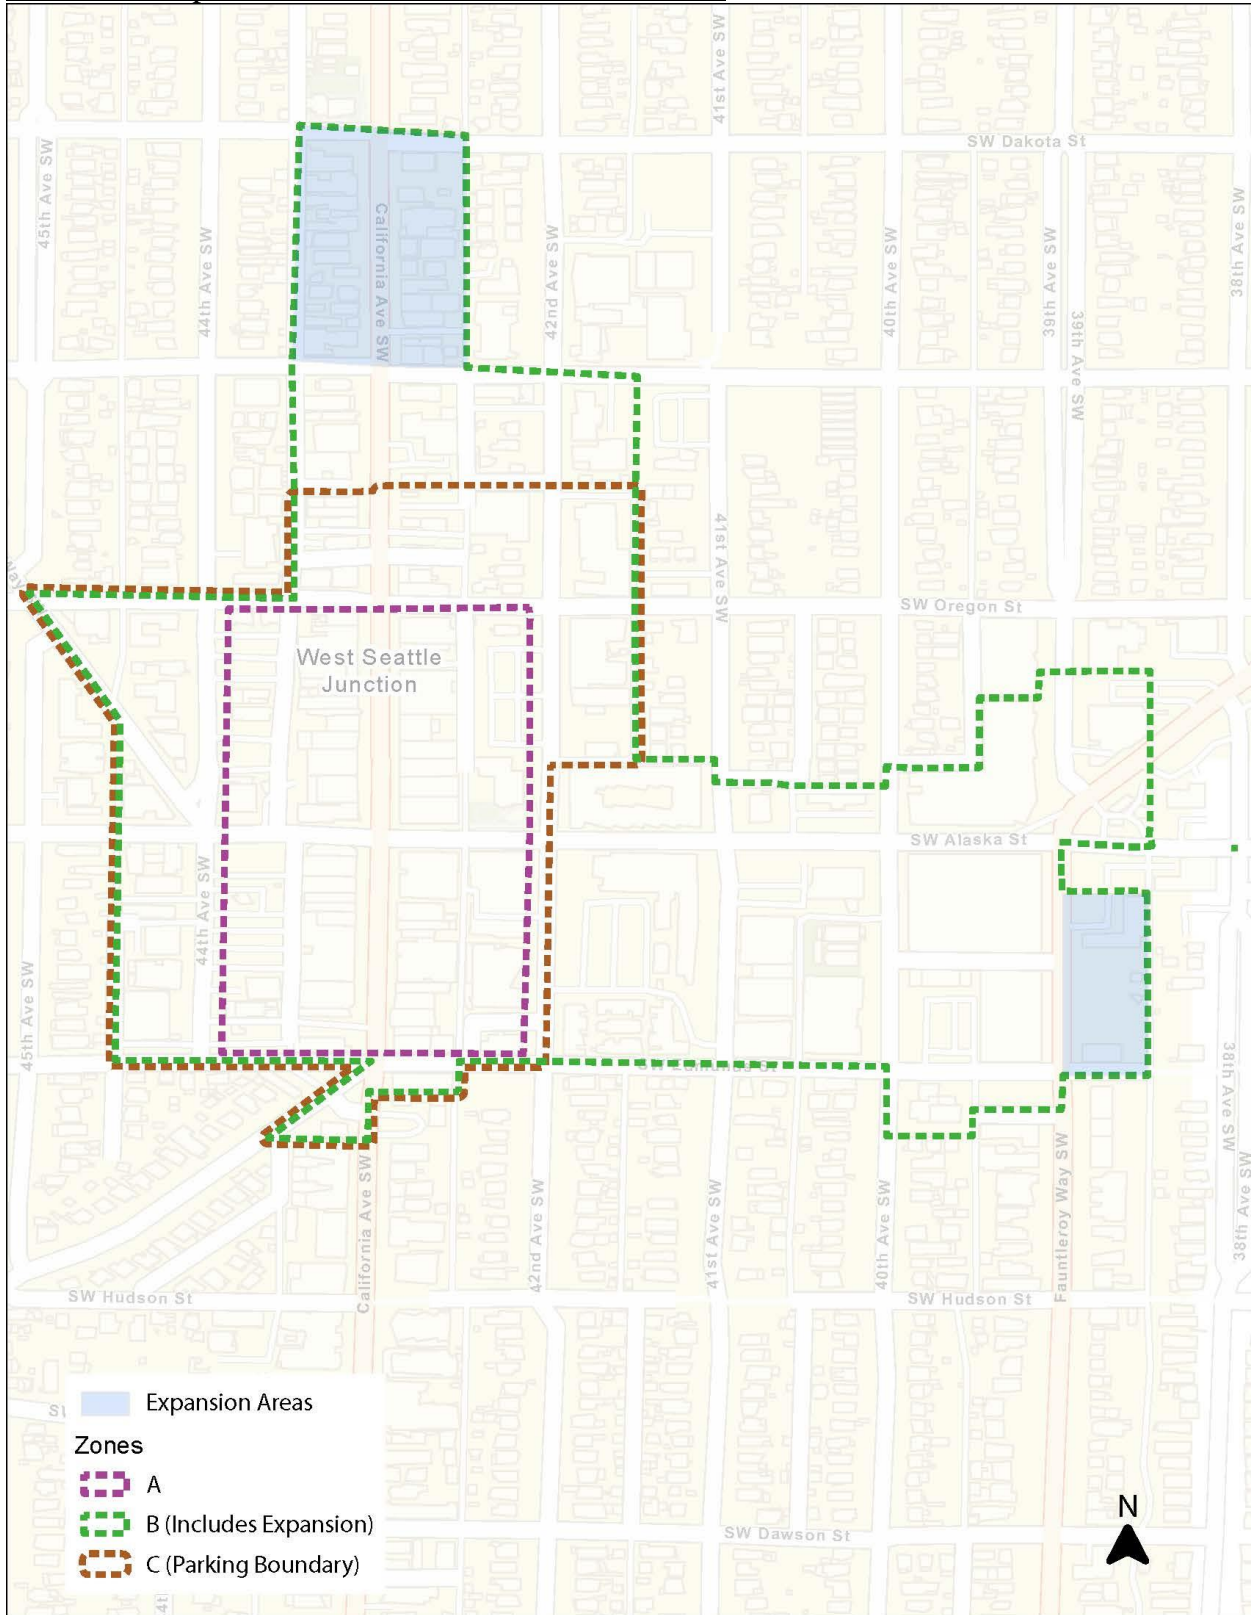 41st Ave SW
SW Dakota St
45th Ave SW
38th Ave SW
California Ave SW
44th Ave SW
42nd Ave SW
40th Ave SW
39th Ave SW
39th Ave SW
41st Ave SW
SW Oregon St
West Seattle
Junction
SW Alaska St
44th Ave SW
45th Ave SW
38th Ave SW
SW Edmunds St
California Ave SW
42nd Ave SW
41st Ave SW
40th Ave SW
Fauntleroy Way SW
38th Ave SW
SW Hudson St
SW Hudson St
Expansion Areas
Zones
A
B (Includes Expansion)
C (Parking Boundary)
SW Dawson St
N